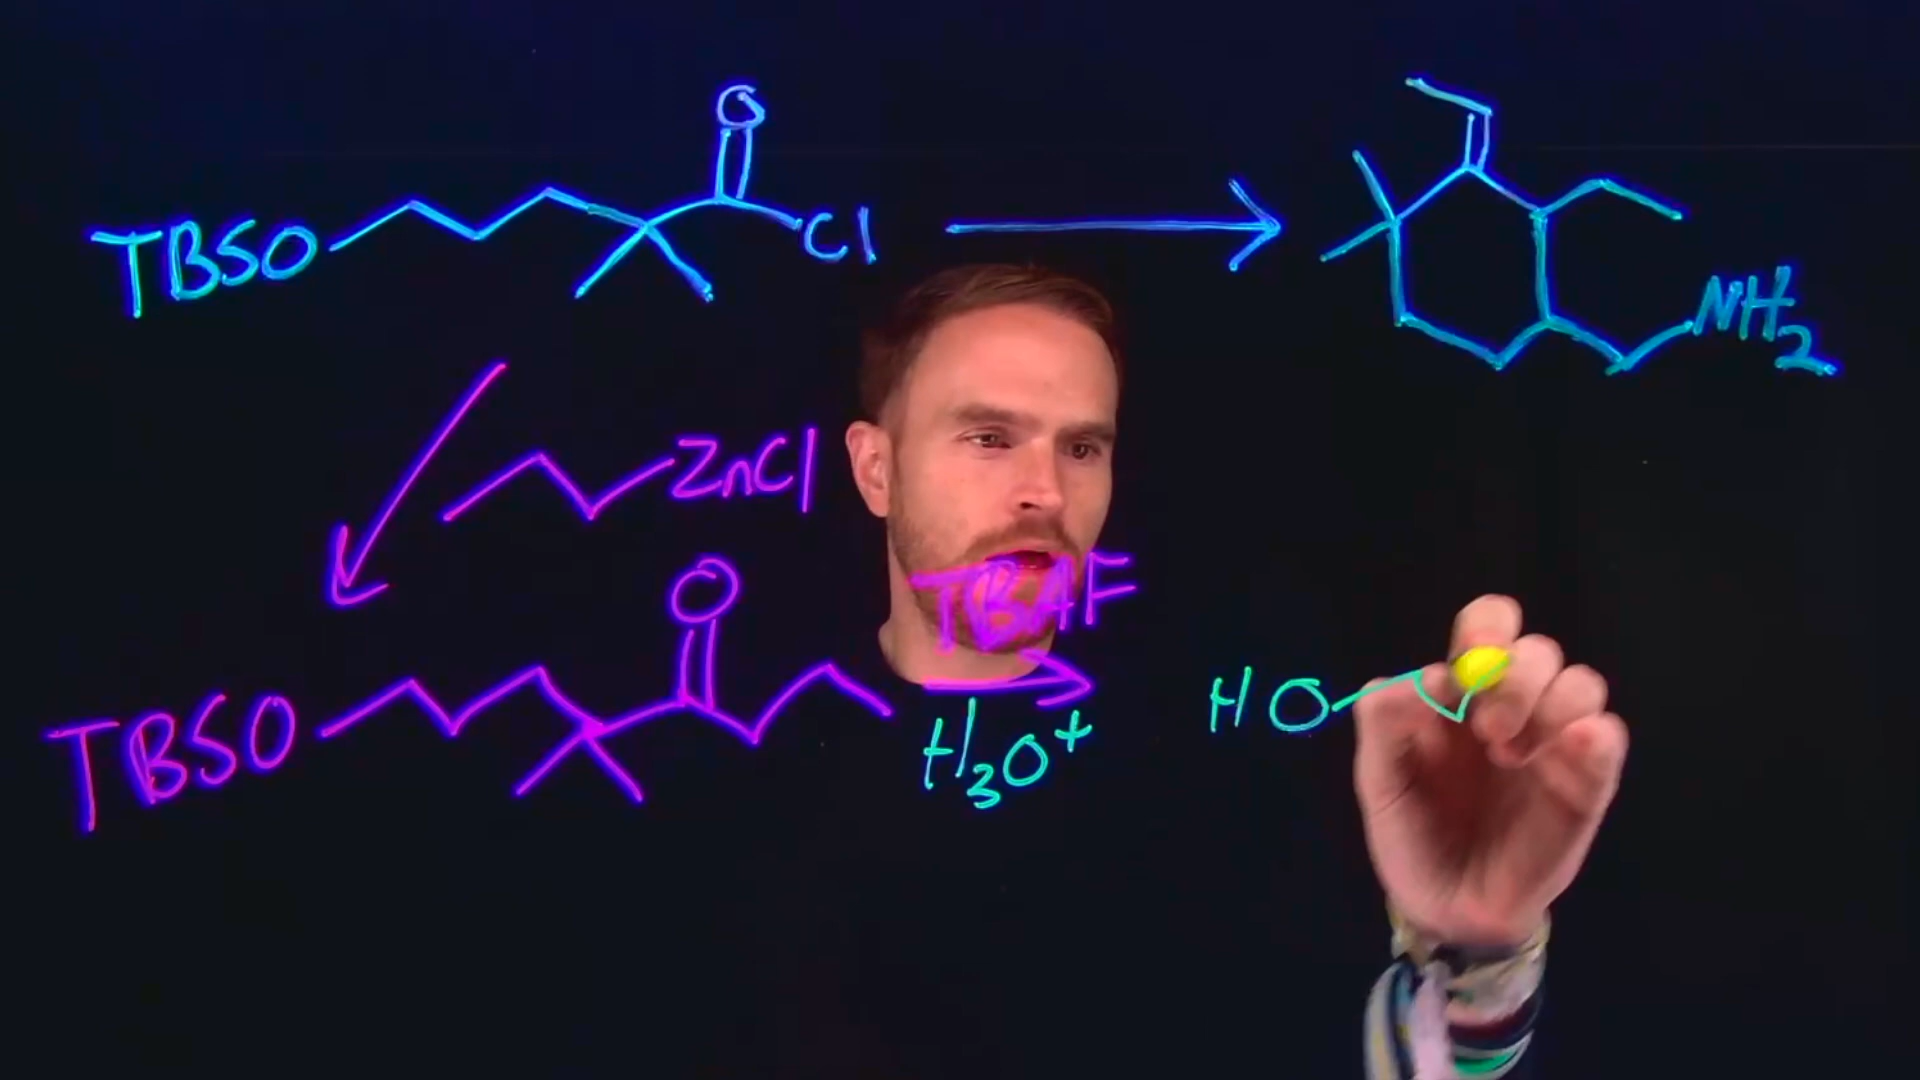 O
TBSO
Cl
NH2
ZnCl
O
TBAF
TBSO
H3O+
HO